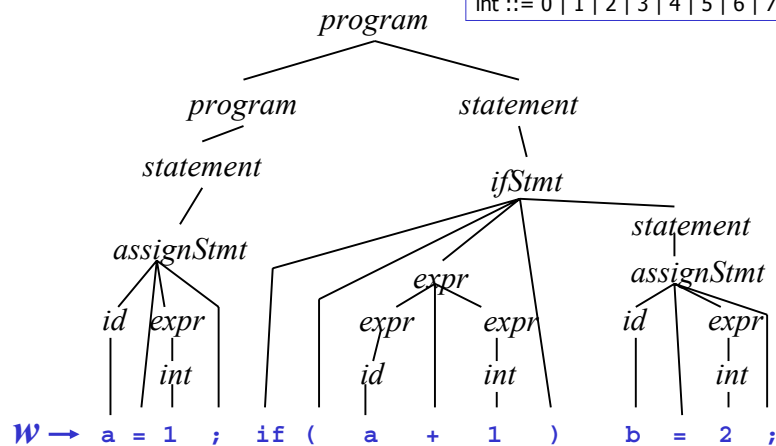 int ::= 0 | 1 | 2 | 3 | 4 | 5 | 6 | 7
program
program statement
statement
ifStmt
statement
assignStmt
expr
assignStmt
id expr
expr expr
id expr
int
id int
int
w → a = 1 ; if ( a + 1 ) b = 2 ;